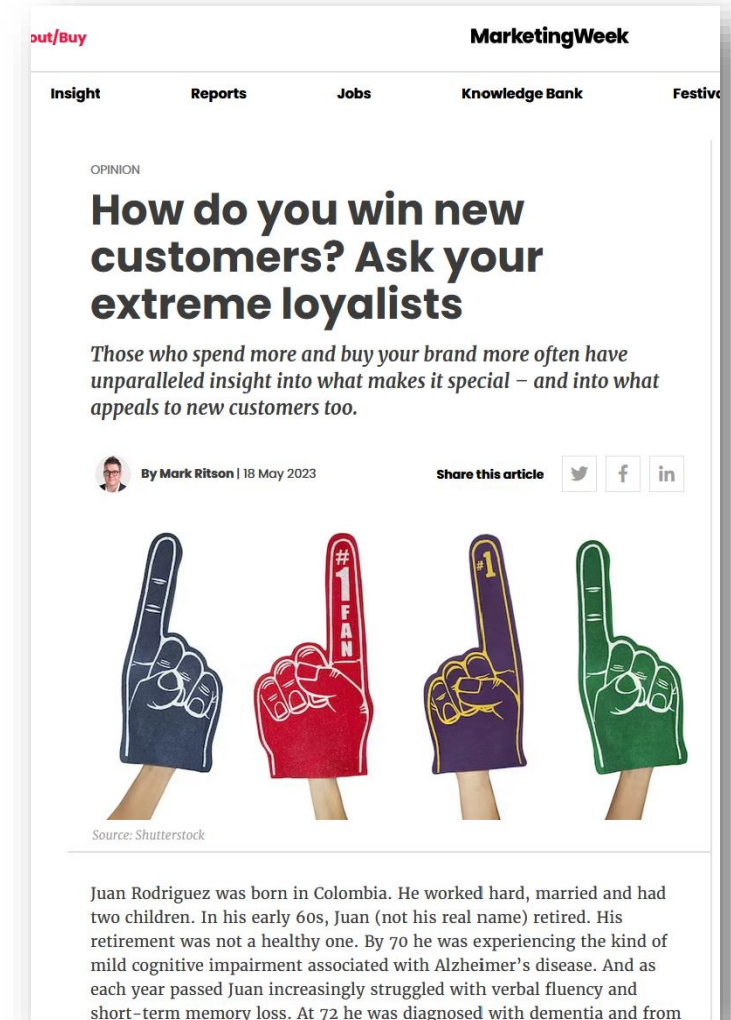 out/Buy
MarketingWeek
Insight Reports Jobs Knowledge Bank
OPINION
How do you win new
customers? Ask your
extreme loyalists
Those who spend more and buy your brand more often have
unparalleled insight into what makes it special – and into what
appeals to new customers too.
By Mark Ritson | 18 May 2023
Share this article
#1 FAN
#1
Source: Shutterstock
Juan Rodriguez was born in Colombia. He worked hard, married and had
two children. In his early 60s, Juan (not his real name) retired. His
retirement was not a healthy one. By 70 he was experiencing the kind of
mild cognitive impairment associated with Alzheimer’s disease. And as
each year passed Juan increasingly struggled with verbal fluency and
short-term memory loss. At 72 he was diagnosed with dementia and from